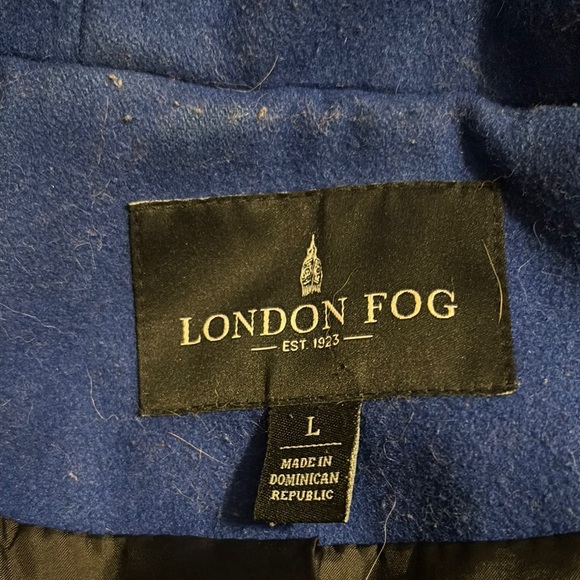 LONDON FOG
EST. 1923
L
MADE IN
DOMINICAN
REPUBLIC